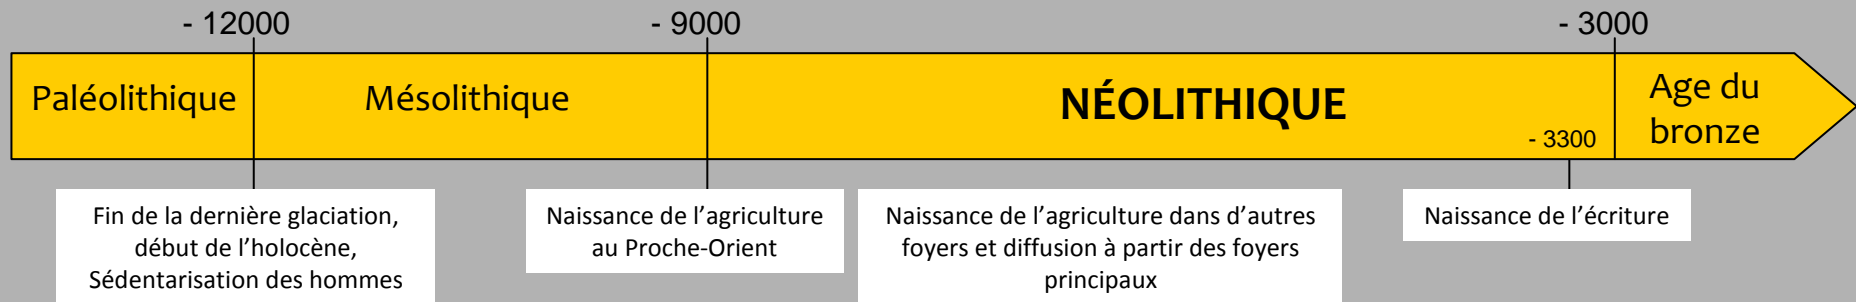 - 12000
- 9000
- 3000
Paléolithique
Mésolithique
NÉOLITHIQUE
- 3300
Age du
bronze
Fin de la dernière glaciation,
début de l’holocène,
Sédentarisation des hommes
Naissance de l’agriculture
au Proche-Orient
Naissance de l’agriculture dans d’autres
foyers et diffusion à partir des foyers
principaux
Naissance de l’écriture